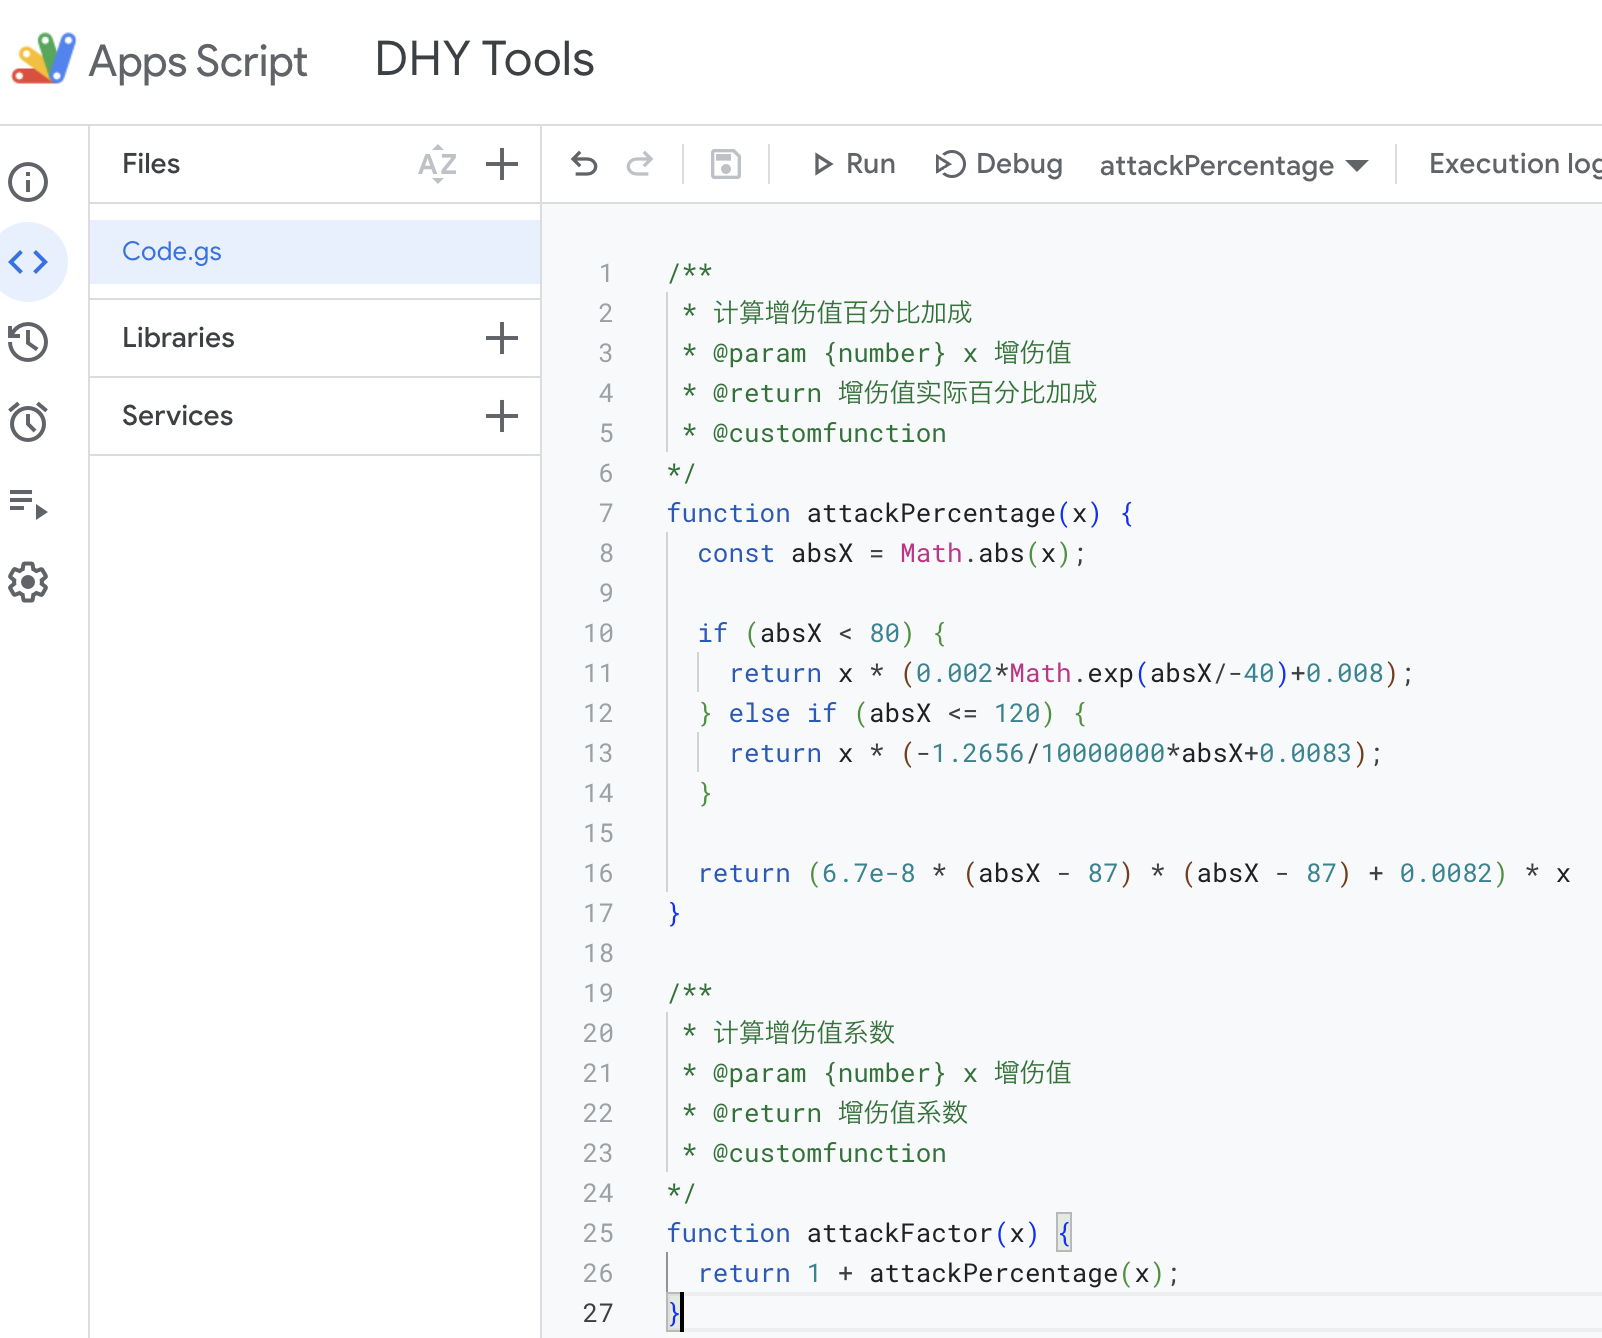 Apps Script DHY Tools
Files AZ
Run Debug attackPercentage Execution log
Code.gs
Libraries
Services
1 /**
2 * 计算增伤值百分比加成
3 * @param {number} x 增伤值
4 * @return 增伤值实际百分比加成
5 * @customfunction
6 */
7 function attackPercentage(x) {
8 const absX = Math.abs(x);
9
10 if (absX < 80) {
11 return x * (0.002*Math.exp(absX/-40)+0.008);
12 } else if (absX <= 120) {
13 return x * (-1.2656/10000000*absX+0.0083);
14 }
15
16 return (6.7e-8 * (absX - 87) * (absX - 87) + 0.0082) * x
17 }
18
19 /**
20 * 计算增伤值系数
21 * @param {number} x 增伤值
22 * @return 增伤值系数
23 * @customfunction
24 */
25 function attackFactor(x) {
26 return 1 + attackPercentage(x);
27 }